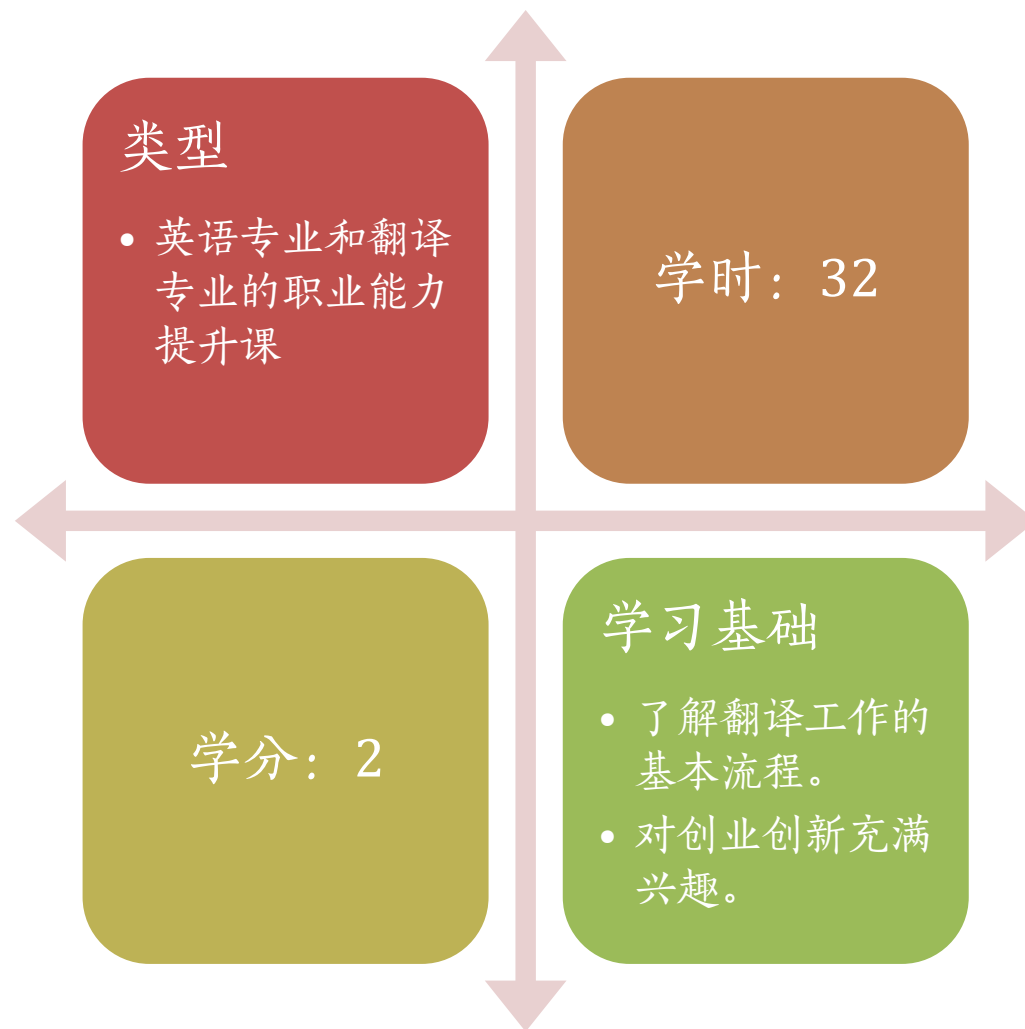 类型
• 英语专业和翻译
专业的职业能力
提升课
学时：32
学分：2
学习基础
• 了解翻译工作的
基本流程。
• 对创业创新充满
兴趣。